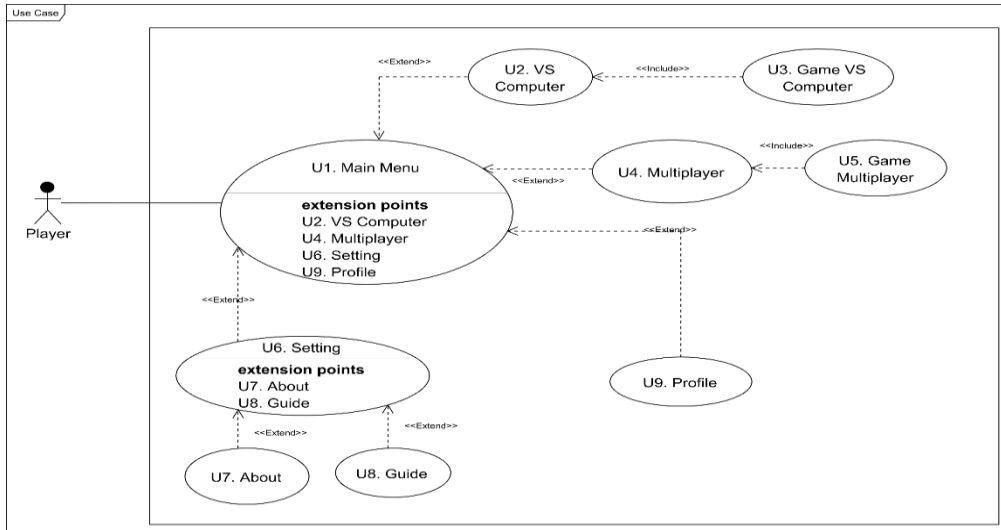 Use Case
<<Extend>>
U2. VS
Computer
<<Include>>
U3. Game VS
Computer
U1. Main Menu
extension points
U2. VS Computer
U4. Multiplayer
U6. Setting
U9. Profile
<<Extend>>
U4. Multiplayer
<<Include>>
U5. Game
Multiplayer
Player
<<Extend>>
<<Extend>>
U6. Setting
extension points
U7. About
U8. Guide
U9. Profile
<<Extend>>
<<Extend>>
U7. About
U8. Guide